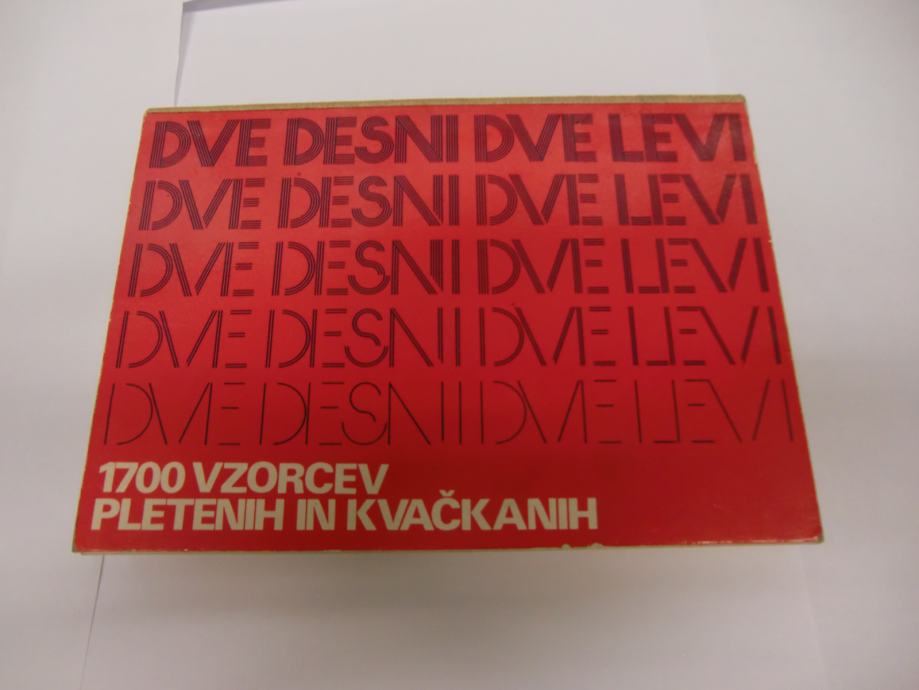 DVE DESNI DVE LEVI
DVE DESNI DVE LEVI
DVE DESNI DVE LEVI
DVE DESNI DVE LEVI
DVE DESNI DVE LEVI
1700 VZORCEV
PLETENIH IN KVAČKANIH